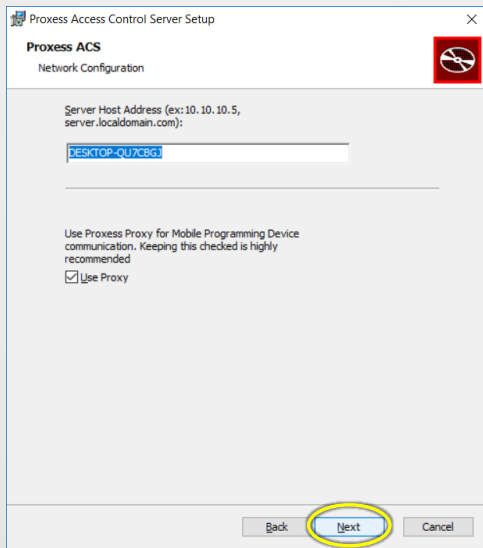 Proxess Access Control Server Setup
Proxess ACS
Network Configuration
Server Host Address (ex:10.10.10.5,
server.localdomain.com):
DESKTOP-QU7CBGJ
Use Proxess Proxy for Mobile Programming Device
communication. Keeping this checked is highly
recommended
Use Proxy
Back
Next
Cancel